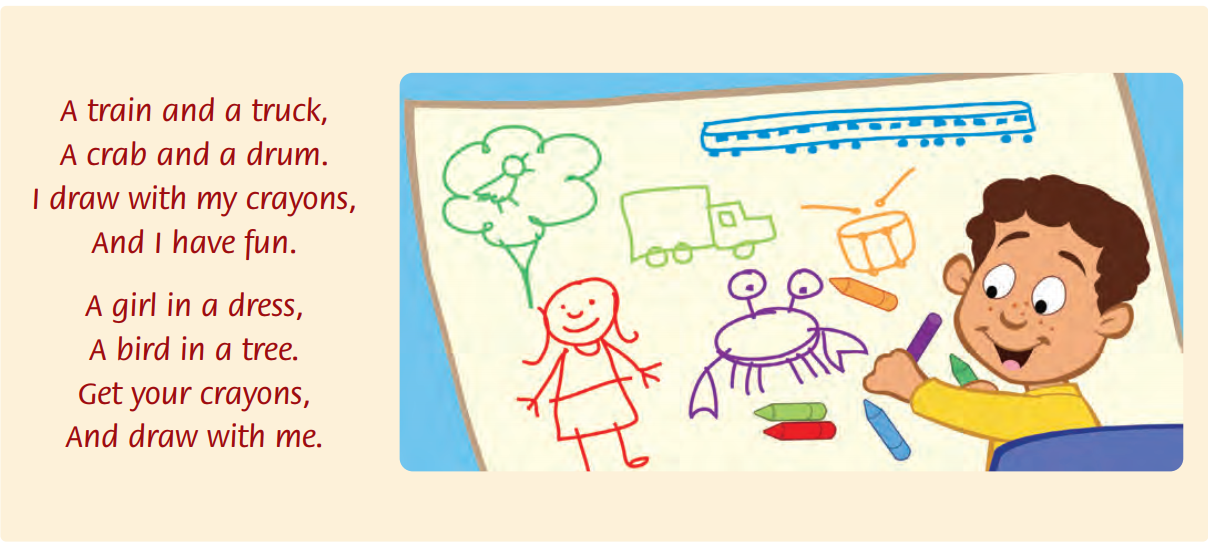 A train and a truck,
A crab and a drum.
I draw with my crayons,
And I have fun.
A girl in a dress,
A bird in a tree.
Get your crayons,
And draw with me.